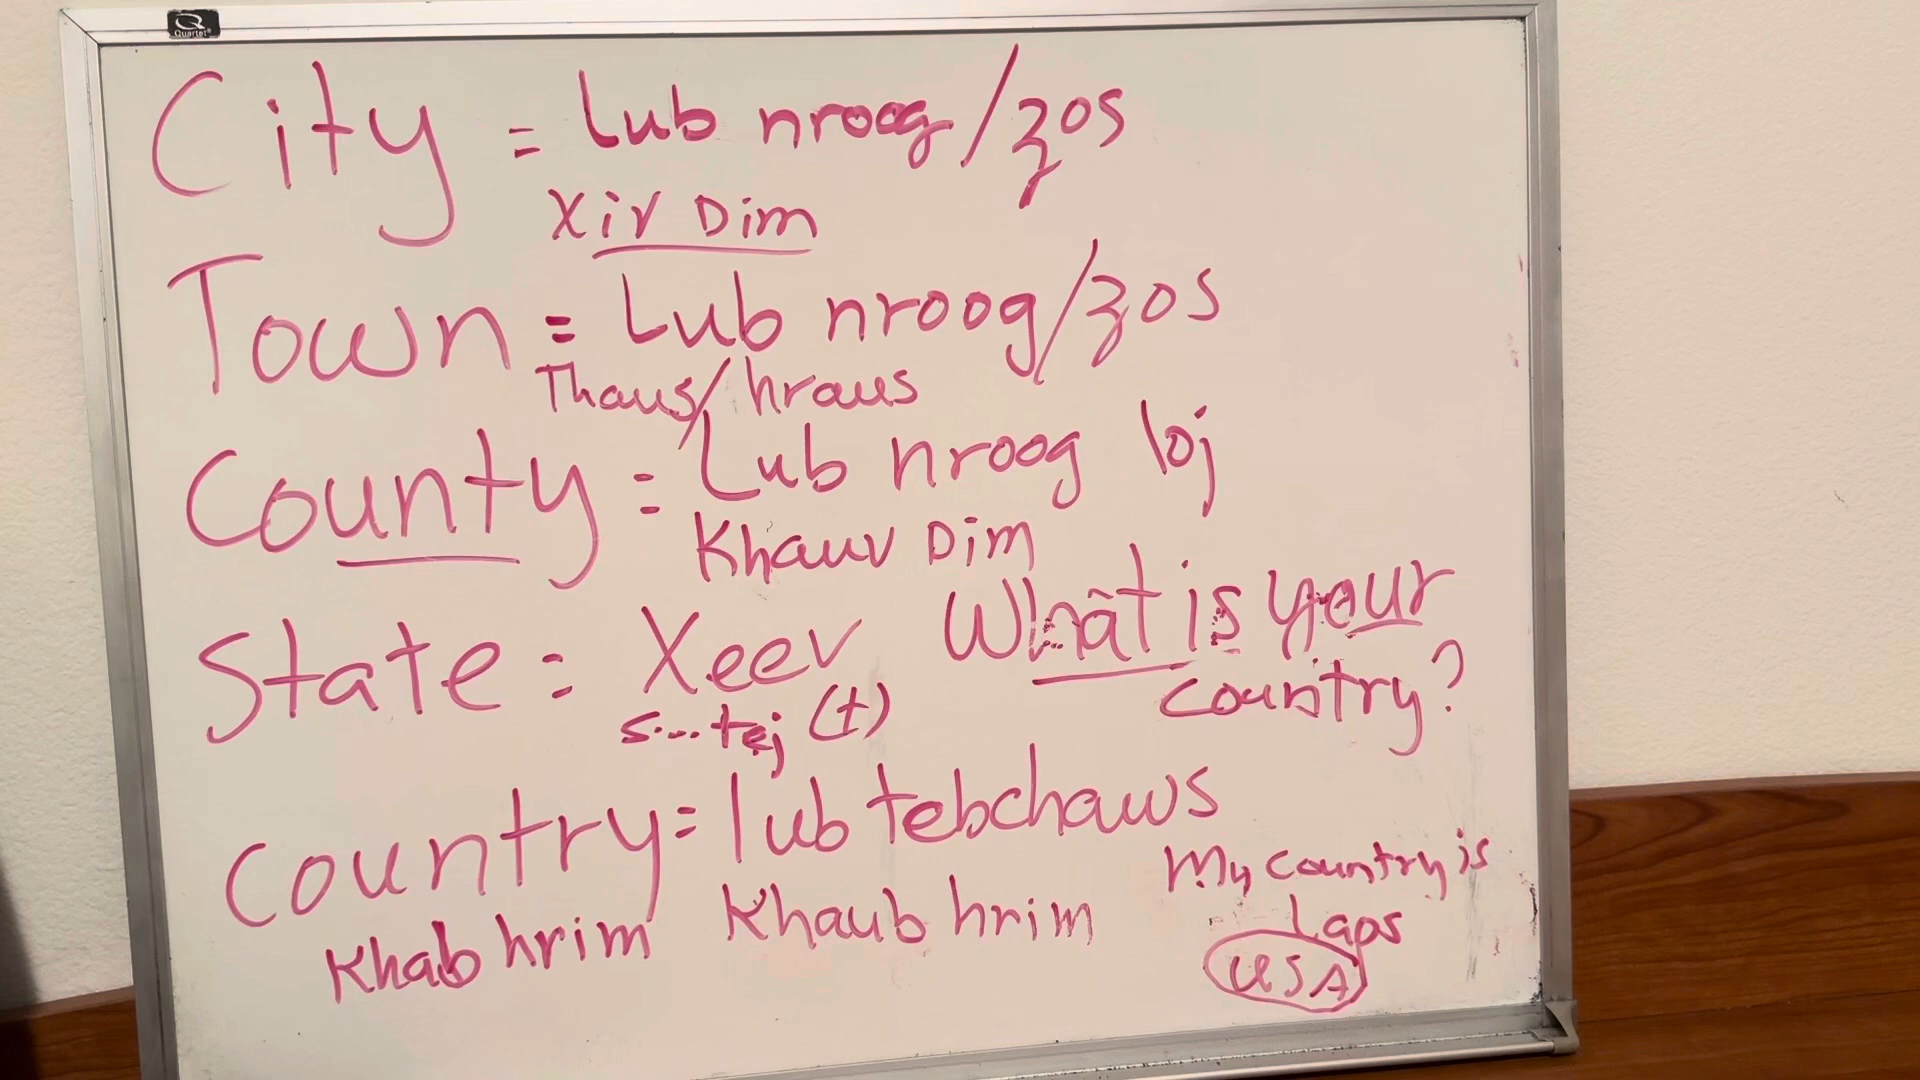 Quartet®
City = Lub nroog/zos
Xiv Dim
Town = Lub nroog/zos
Thaus/hraus
County = Lub nroog loj
Khauv Dim
State = Xeev
s...tej (t)
What is your
country?
Country = lub tebchaws
Khab hrim Khaub hrim
My country is
Laos
USA